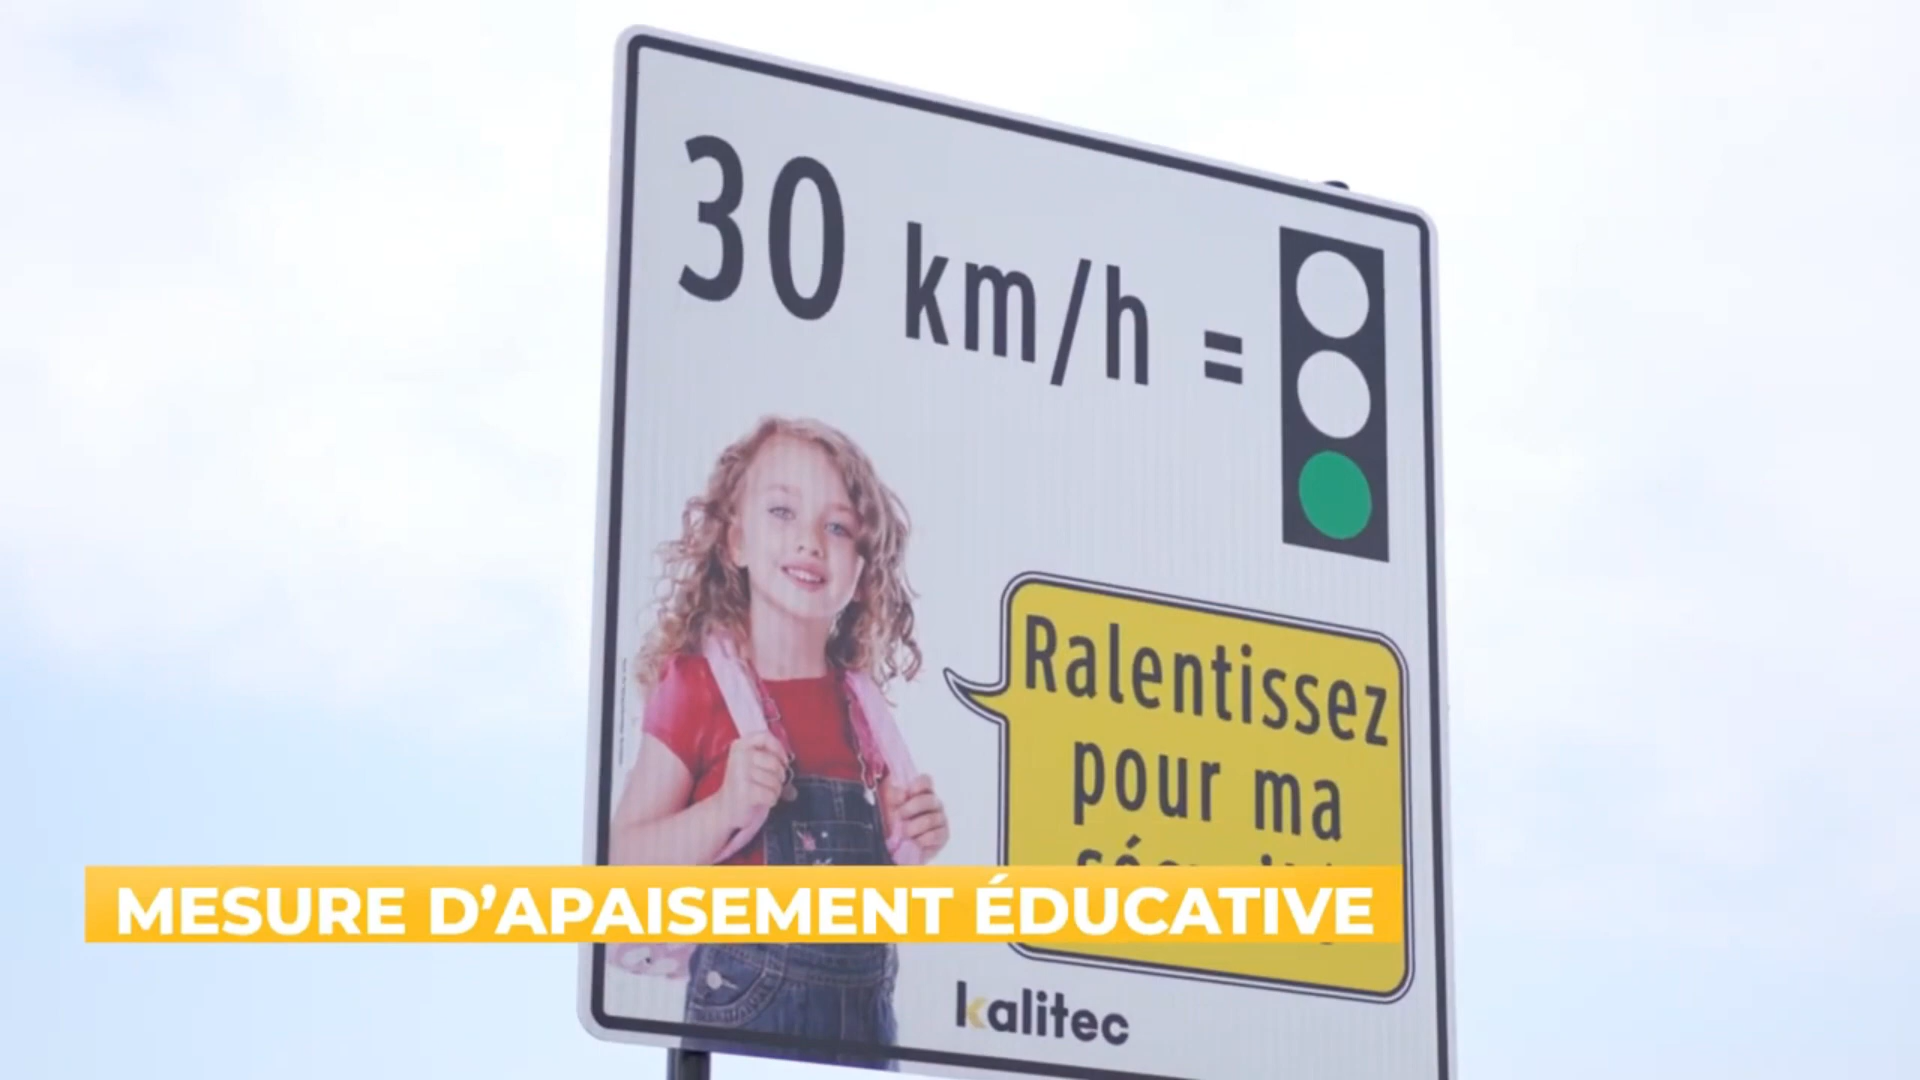 30 km/h =
Ralentissez
pour ma
MESURE D’APAISEMENT ÉDUCATIVE
kalitec